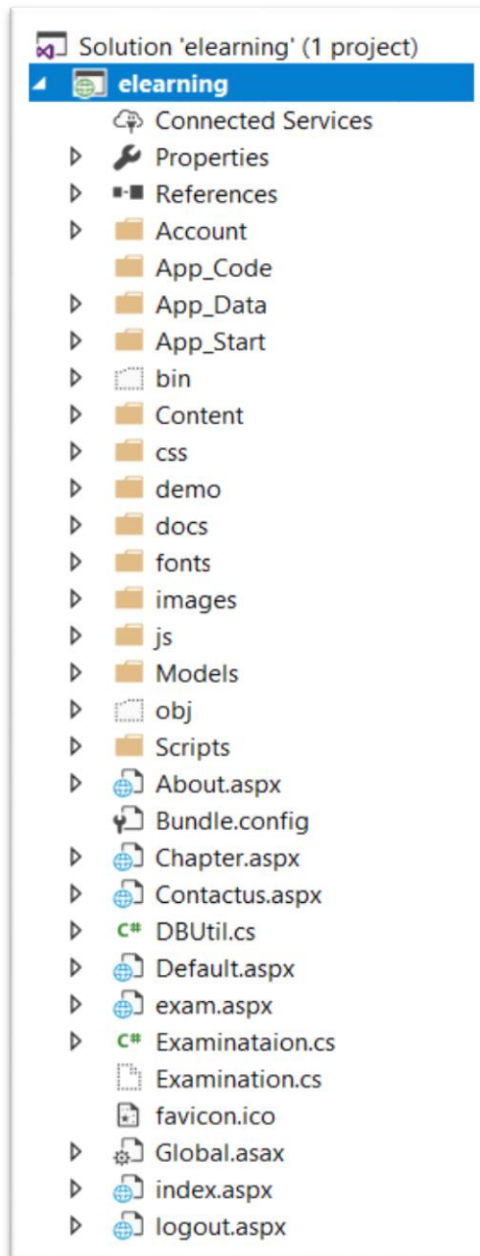 Solution 'elearning' (1 project)
elearning
Connected Services
Properties
References
Account
App_Code
App_Data
App_Start
bin
Content
css
demo
docs
fonts
images
js
Models
obj
Scripts
About.aspx
Bundle.config
Chapter.aspx
Contactus.aspx
C# DBUtil.cs
Default.aspx
exam.aspx
C# Examinataion.cs
Examination.cs
favicon.ico
Global.asax
index.aspx
logout.aspx